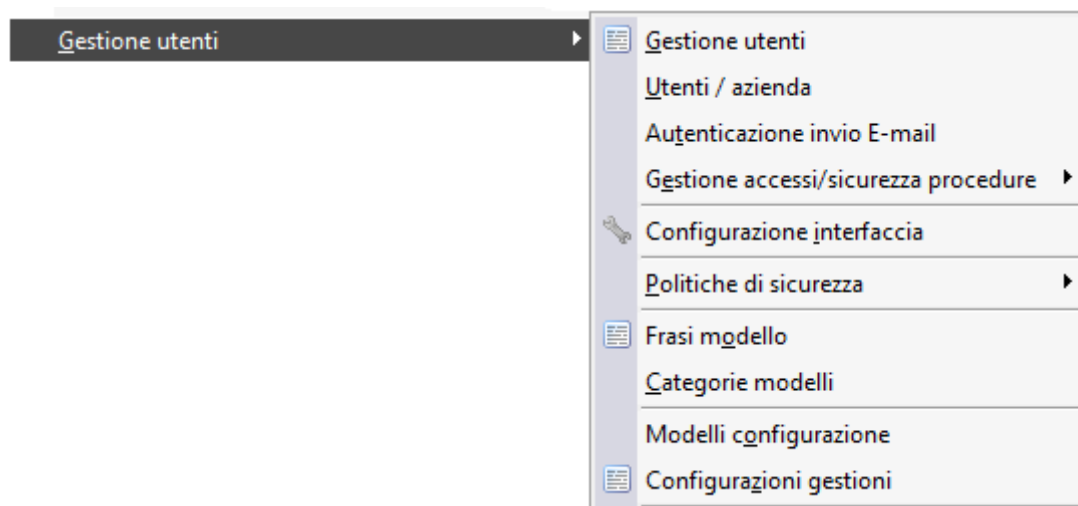 Gestione utenti
Gestione utenti
Utenti / azienda
Autenticazione invio E-mail
Gestione accessi/sicurezza procedure
Configurazione interfaccia
Politiche di sicurezza
Frasi modello
Categorie modelli
Modelli configurazione
Configurazioni gestioni